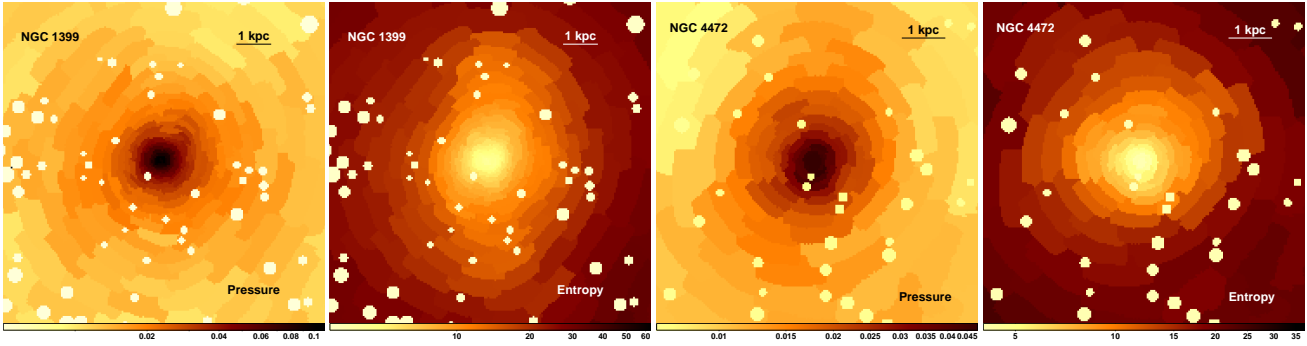 NGC 1399 1 kpc
Pressure
0.02 0.04 0.06 0.08 0.1
NGC 1399 1 kpc
Entropy
10 20 30 40 50 60
NGC 4472 1 kpc
Pressure
0.01 0.015 0.02 0.025 0.03 0.035 0.04 0.045
NGC 4472 1 kpc
Entropy
5 10 15 20 25 30 35